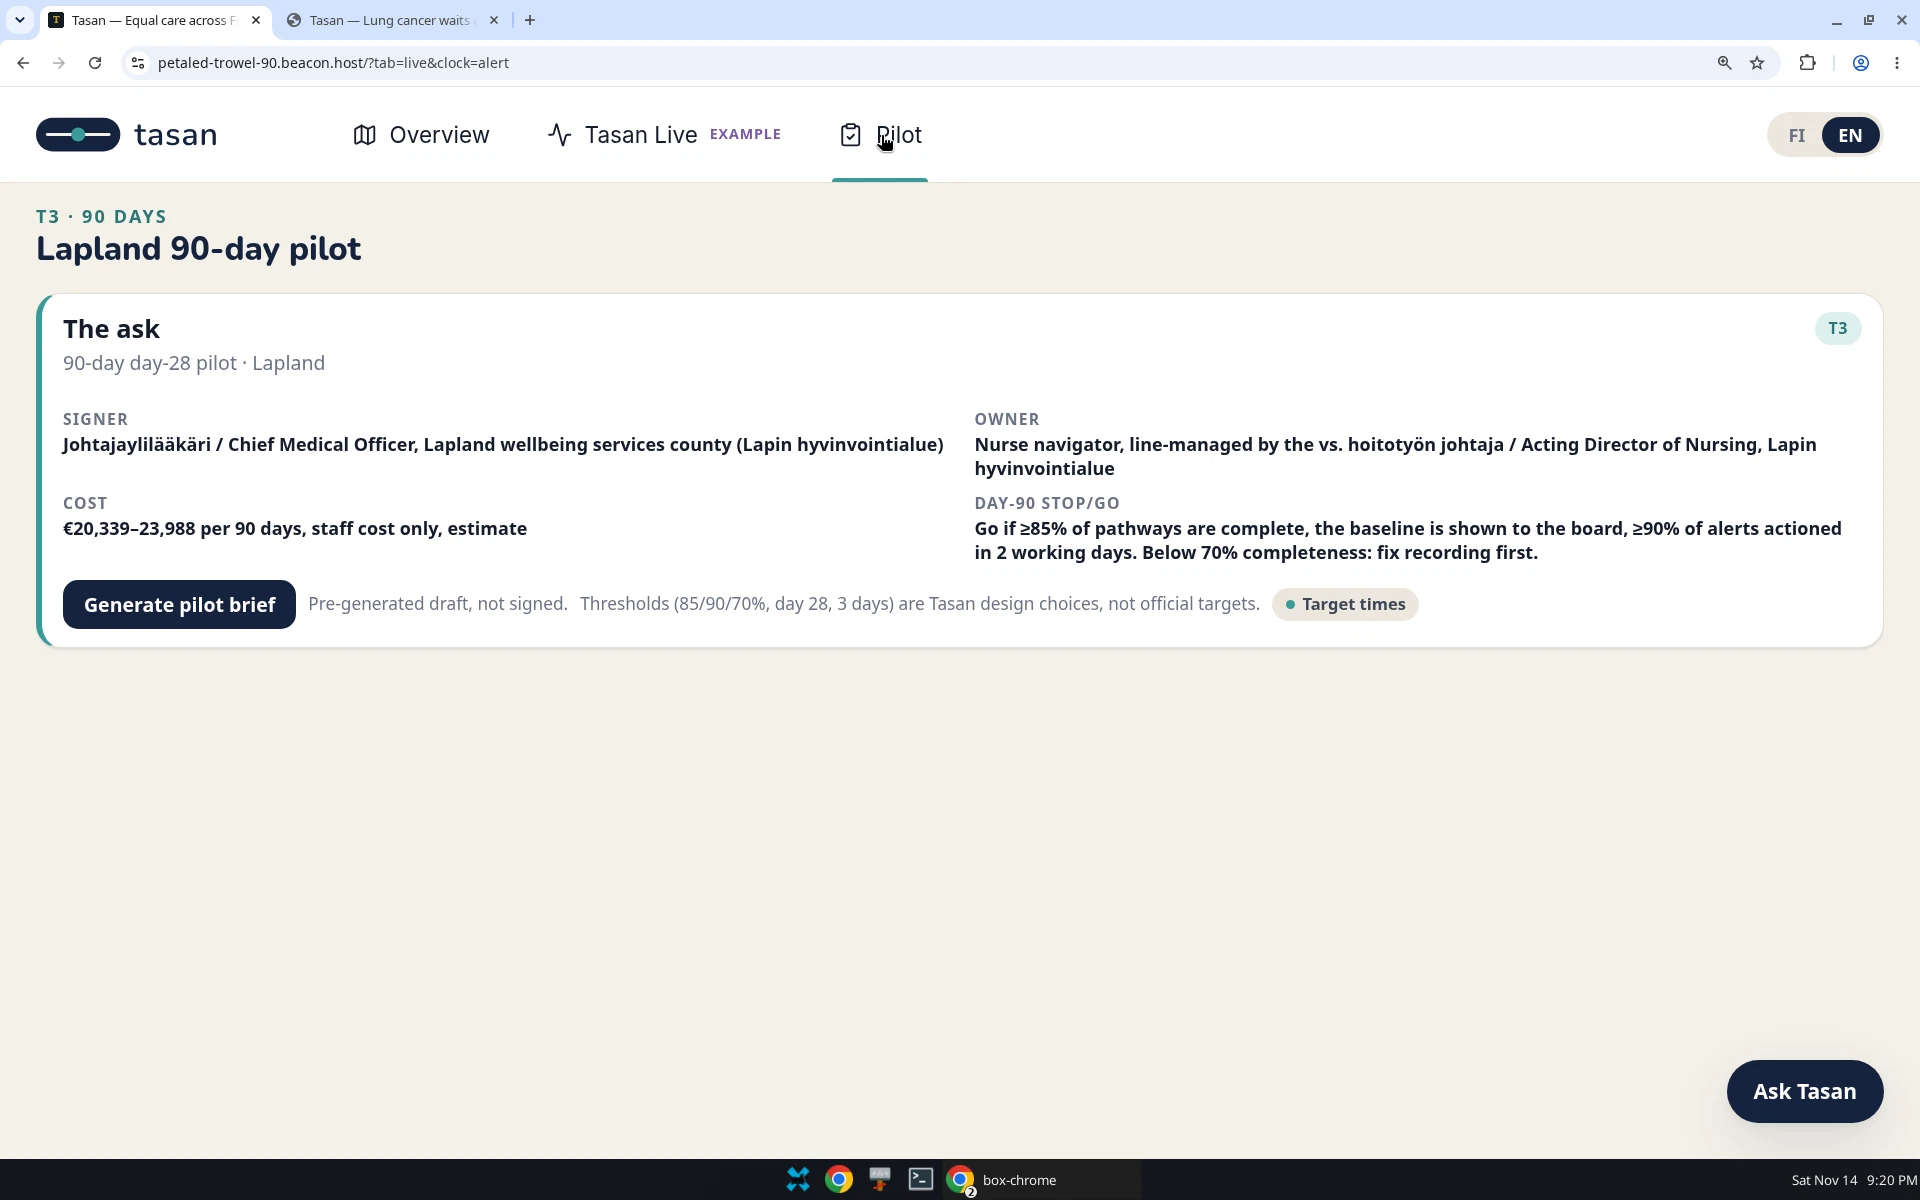 Tasan — Equal care across F
Tasan — Lung cancer waits a
petaled-trowel-90.beacon.host/?tab=live&clock=alert
tasan
Overview
Tasan Live EXAMPLE
Pilot
FI EN
T3 · 90 DAYS
Lapland 90-day pilot
The ask
T3
90-day day-28 pilot · Lapland
SIGNER
Johtajaylilääkäri / Chief Medical Officer, Lapland wellbeing services county (Lapin hyvinvointialue)
OWNER
Nurse navigator, line-managed by the vs. hoitotyön johtaja / Acting Director of Nursing, Lapin
hyvinvointialue
COST
€20,339–23,988 per 90 days, staff cost only, estimate
DAY-90 STOP/GO
Go if ≥85% of pathways are complete, the baseline is shown to the board, ≥90% of alerts actioned
in 2 working days. Below 70% completeness: fix recording first.
Generate pilot brief
Pre-generated draft, not signed. Thresholds (85/90/70%, day 28, 3 days) are Tasan design choices, not official targets.
Target times
Ask Tasan
2
box-chrome
Sat Nov 14 9:20 PM